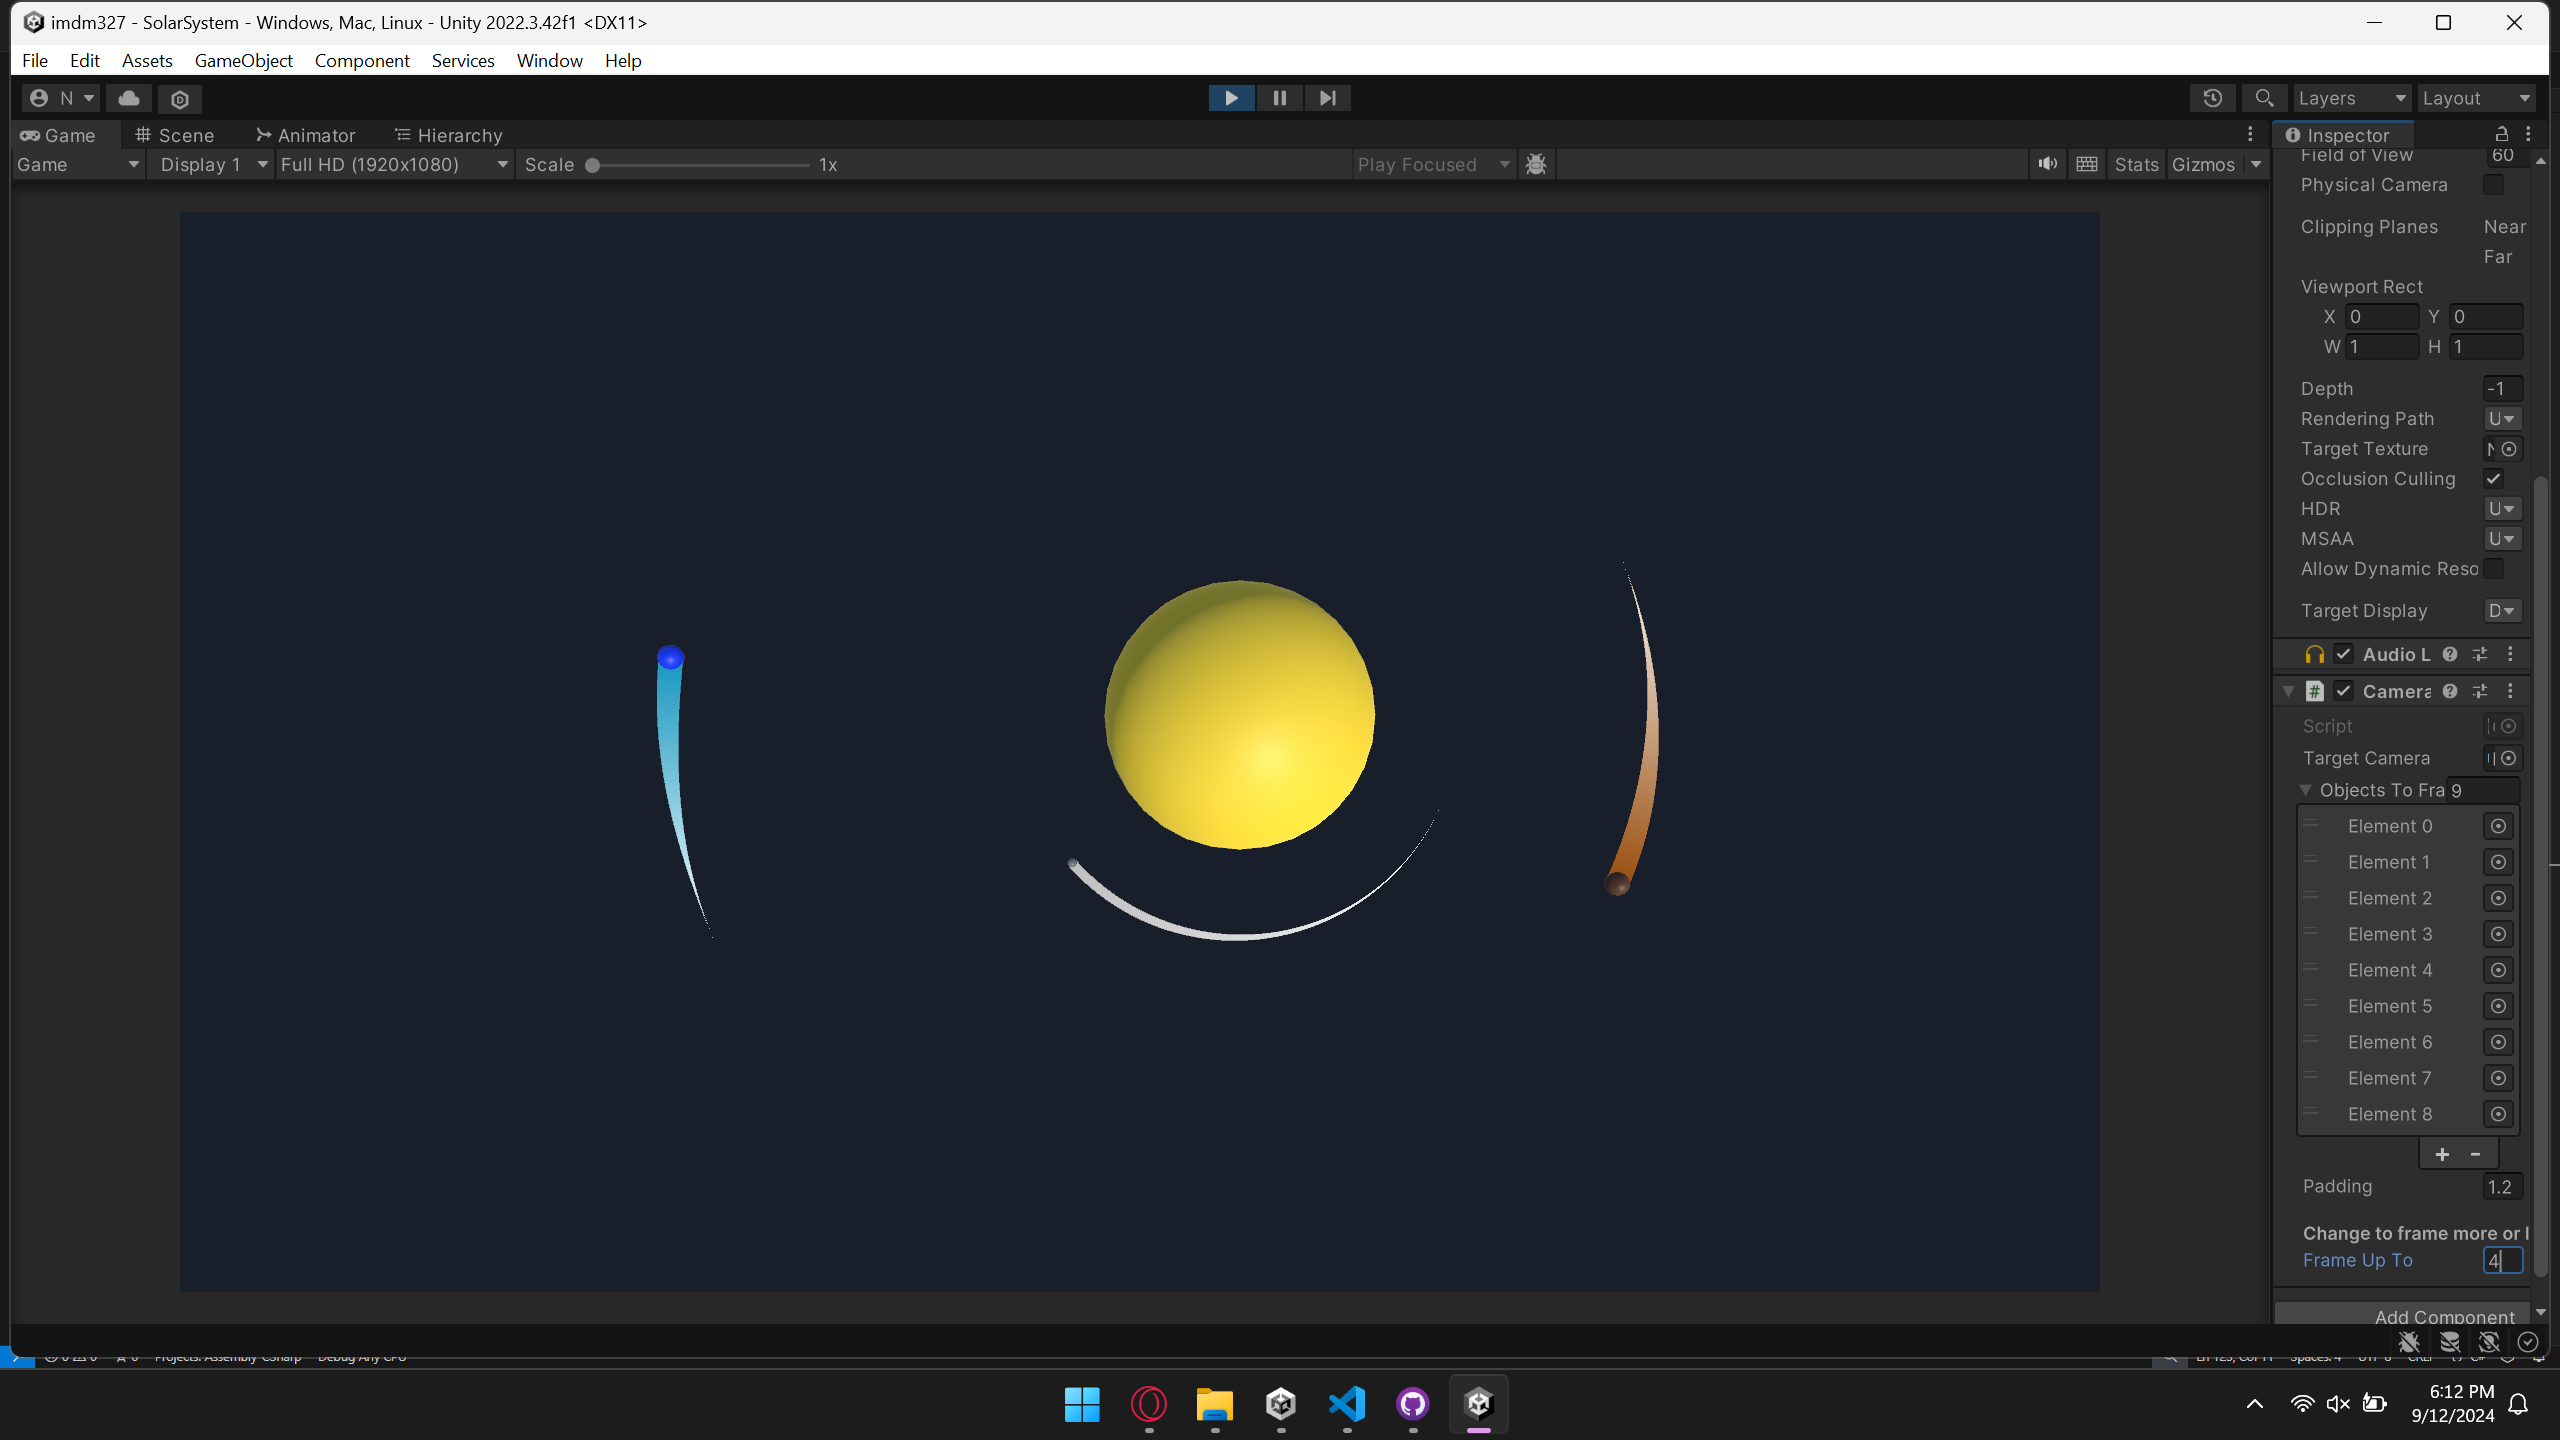 imdm327 - SolarSystem - Windows, Mac, Linux - Unity 2022.3.42f1 <DX11>
File Edit Assets GameObject Component Services Window Help
N Layers Layout
Game Scene Animator Hierarchy Inspector
Game Display 1 Full HD (1920x1080) Scale 1x Play Focused Stats Gizmos
Field of View 60
Physical Camera
Clipping Planes Near
Far
Viewport Rect
X 0 Y 0
W 1 H 1
Depth -1
Rendering Path U
Target Texture N
Occlusion Culling
HDR U
MSAA U
Allow Dynamic Reso
Target Display D
Audio L
# Camera
Script
Target Camera
Objects To Fra 9
Element 0
Element 1
Element 2
Element 3
Element 4
Element 5
Element 6
Element 7
Element 8
+ -
Padding 1.2
Change to frame more or l
Frame Up To 4
Add Component
Projects: Assembly-CSharp Debug Any CPU
6:12 PM
9/12/2024